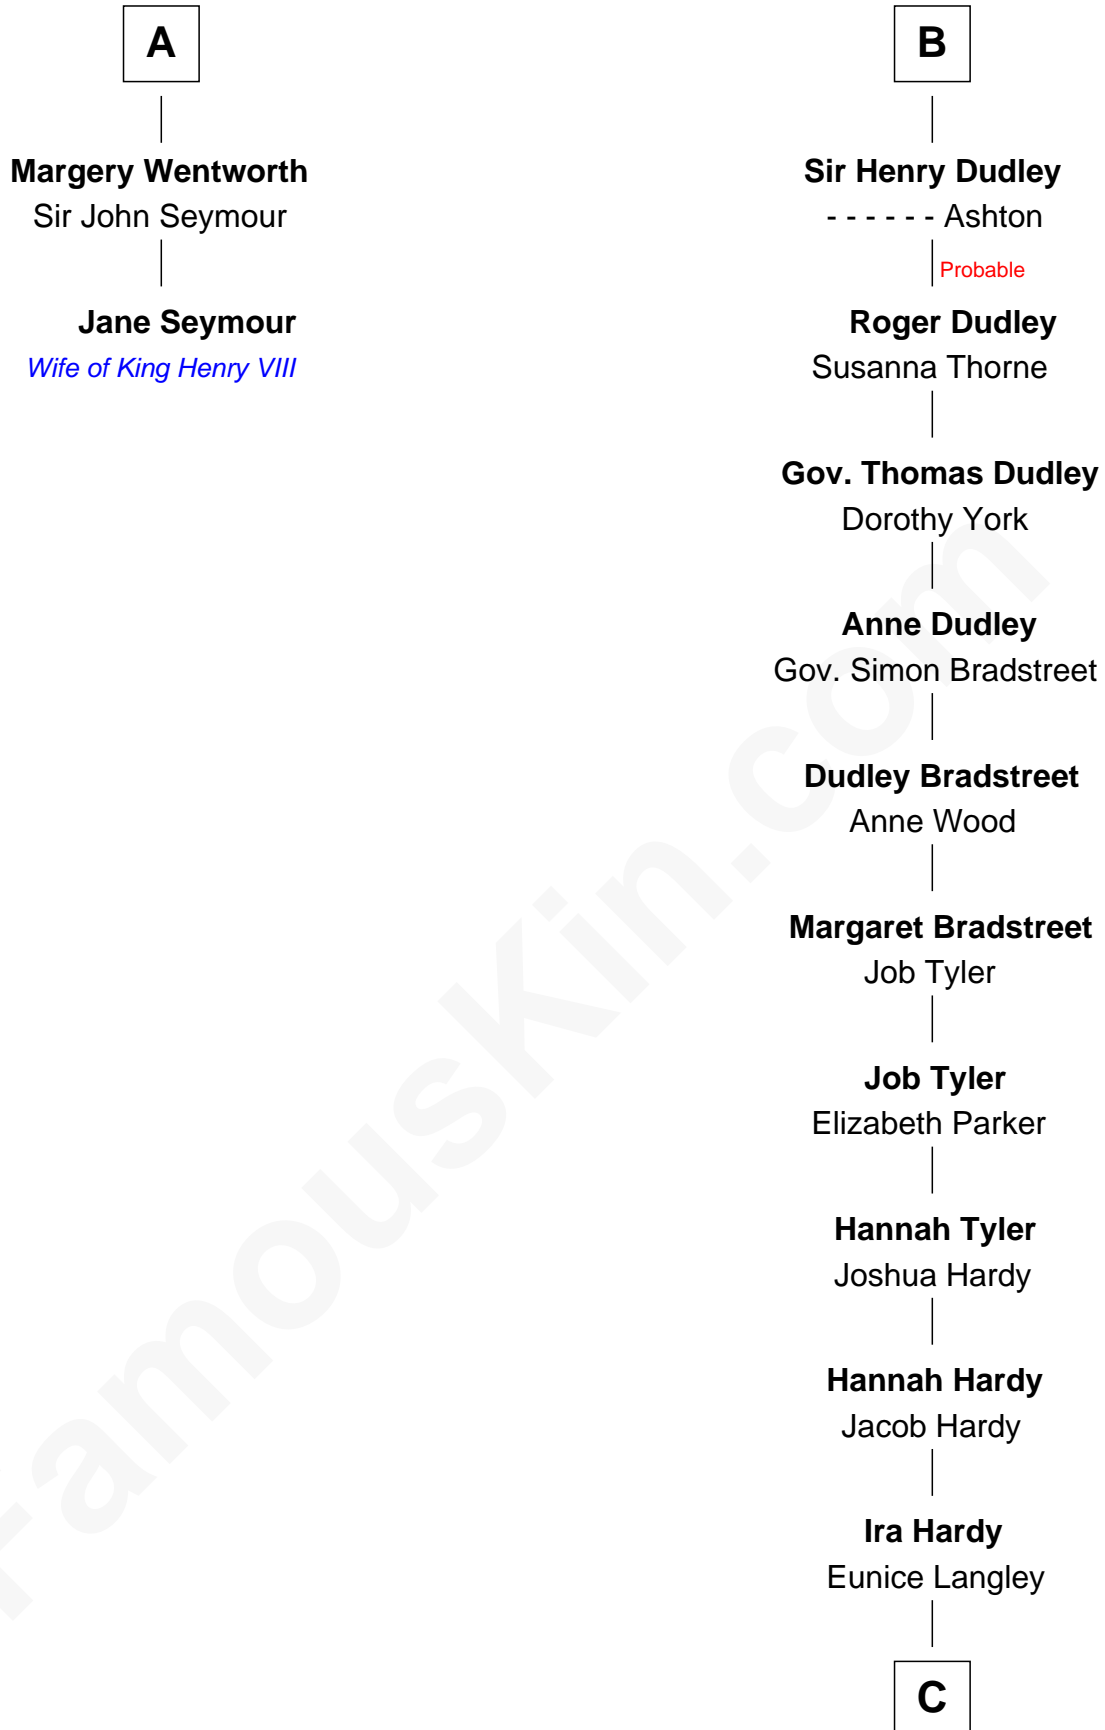 A
Margery Wentworth
Sir John Seymour
Jane Seymour
Wife of King Henry VIII
B
Sir Henry Dudley
- - - - - - Ashton
Probable
Roger Dudley
Susanna Thorne
Gov. Thomas Dudley
Dorothy York
Anne Dudley
Gov. Simon Bradstreet
Dudley Bradstreet
Anne Wood
Margaret Bradstreet
Job Tyler
Job Tyler
Elizabeth Parker
Hannah Tyler
Joshua Hardy
Hannah Hardy
Jacob Hardy
Ira Hardy
Eunice Langley
C
FamousKin.com